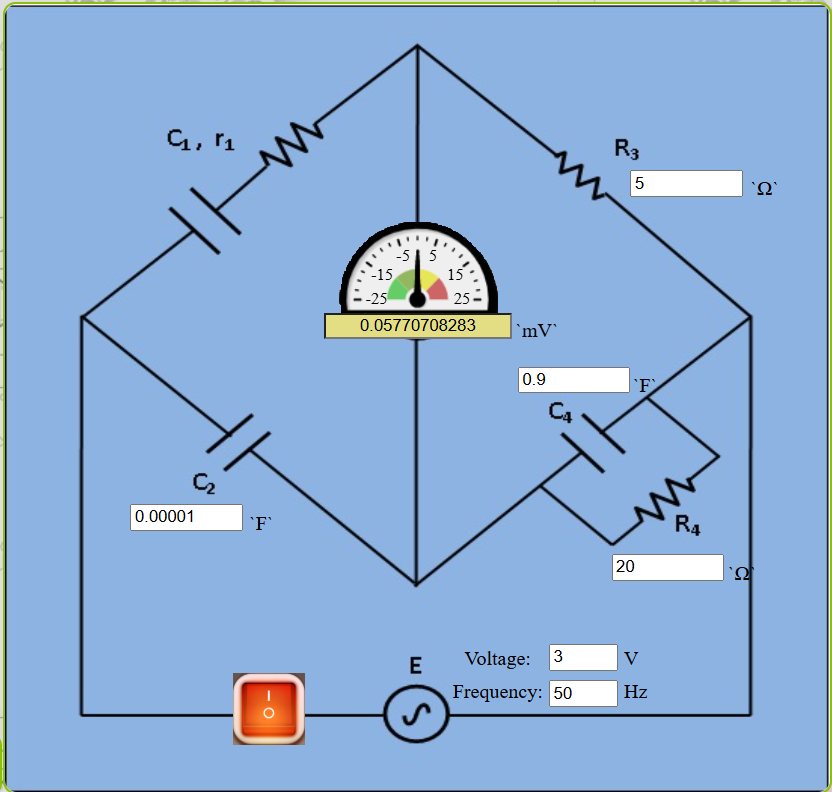 C₁, r₁
R₃
5 `Ω`
-5 5
-15 15
-25 25
0.05770708283 `mV`
0.9 `F`
C₄
C₂
0.00001 `F`
R₄
20 `Ω`
E
Voltage: 3 V
Frequency: 50 Hz
I
O